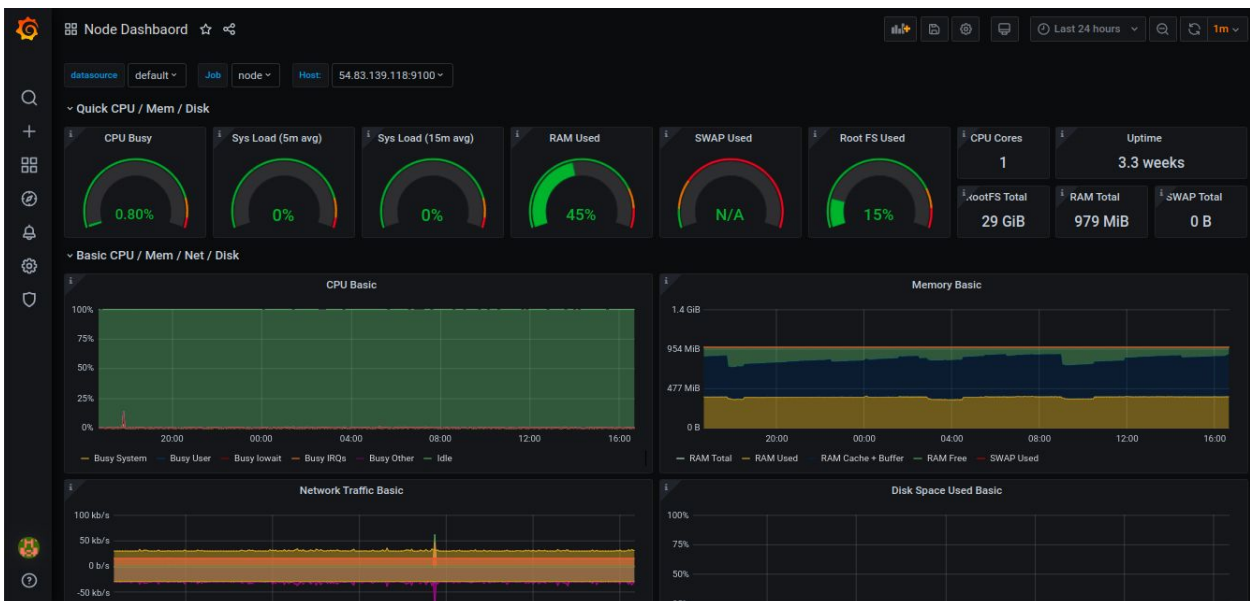 Node Dashbaord
Last 24 hours
1m
datasource default Job node Host: 54.83.139.118:9100
Quick CPU / Mem / Disk
CPU Busy
0.80%
Sys Load (5m avg)
0%
Sys Load (15m avg)
0%
RAM Used
45%
SWAP Used
N/A
Root FS Used
15%
CPU Cores
1
Uptime
3.3 weeks
RootFS Total
29 GiB
RAM Total
979 MiB
SWAP Total
0 B
Basic CPU / Mem / Net / Disk
CPU Basic
100%
75%
50%
25%
0%
20:00 00:00 04:00 08:00 12:00 16:00
Busy System Busy User Busy Iowait Busy IRQs Busy Other Idle
Memory Basic
1.4 GiB
954 MiB
477 MiB
0 B
20:00 00:00 04:00 08:00 12:00 16:00
RAM Total RAM Used RAM Cache + Buffer RAM Free SWAP Used
Network Traffic Basic
100 kb/s
50 kb/s
0 b/s
-50 kb/s
Disk Space Used Basic
100%
75%
50%